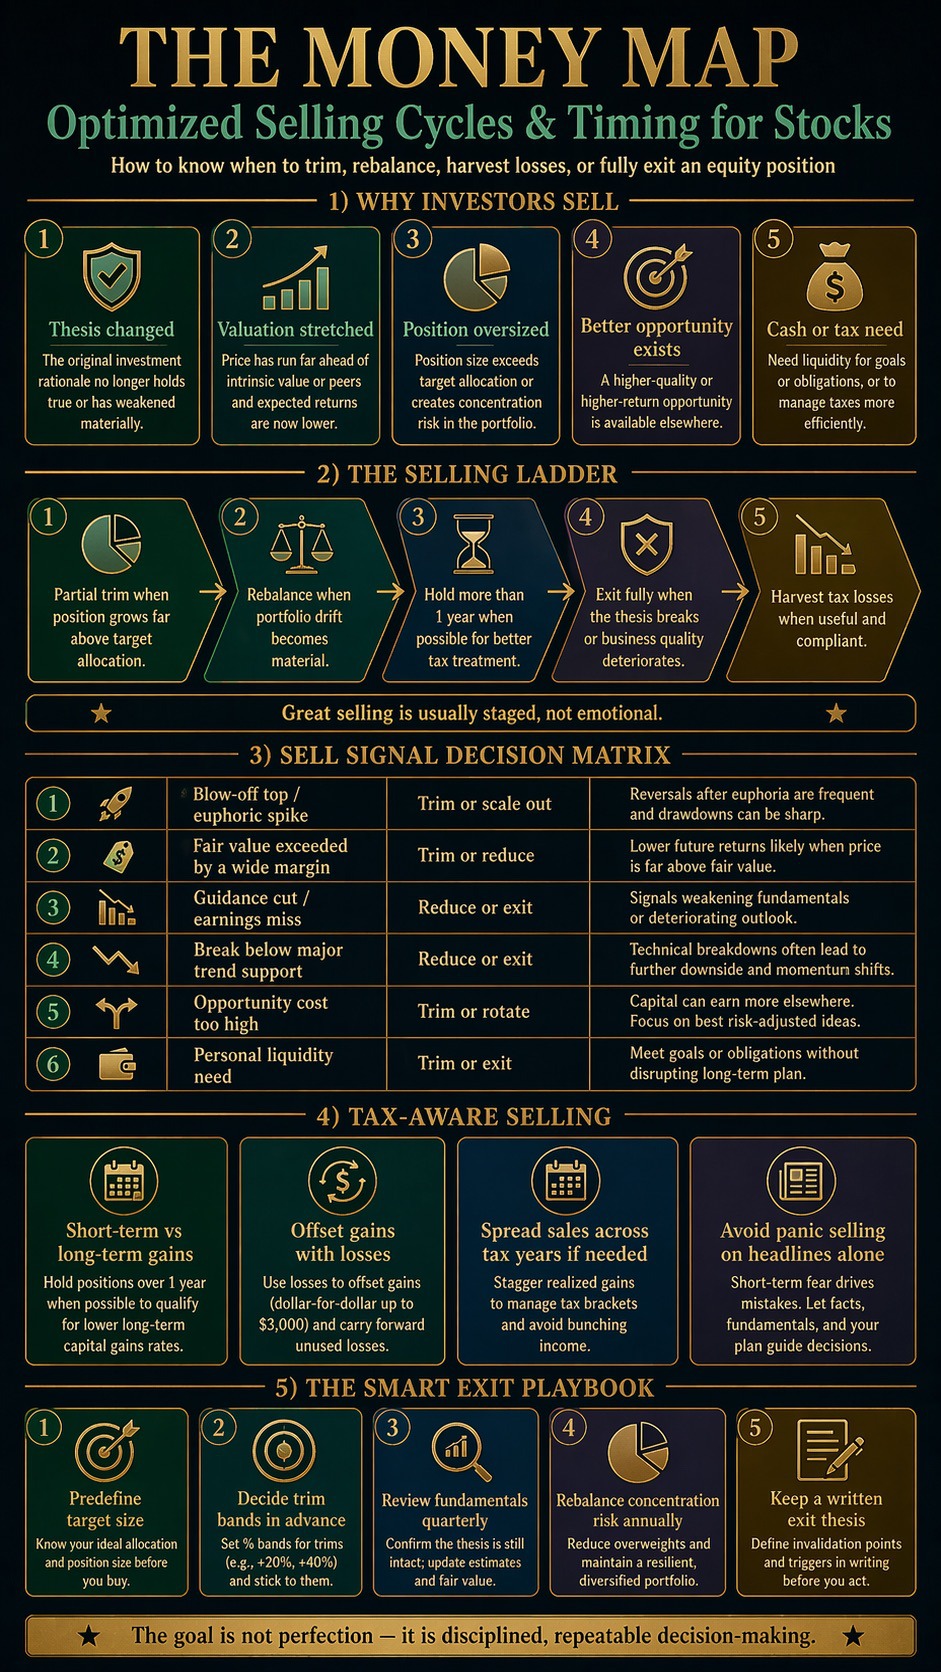 THE MONEY MAP
Optimized Selling Cycles & Timing for Stocks
How to know when to trim, rebalance, harvest losses, or fully exit an equity position
1) WHY INVESTORS SELL
1
Thesis changed
The original investment
rationale no longer holds
true or has weakened
materially.
2
Valuation stretched
Price has run far ahead of
intrinsic value or peers
and expected returns
are now lower.
3
Position oversized
Position size exceeds
target allocation or
creates concentration
risk in the portfolio.
4
Better opportunity
exists
A higher-quality or
higher-return opportunity
is available elsewhere.
5
$
Cash or tax need
Need liquidity for goals
or obligations, or to
manage taxes more
efficiently.
2) THE SELLING LADDER
1
Partial trim when
position grows far
above target
allocation.
2
Rebalance when
portfolio drift
becomes
material.
3
Hold more than
1 year when
possible for better
tax treatment.
4
Exit fully when
the thesis breaks
or business quality
deteriorates.
5
Harvest tax losses
when useful and
compliant.
Great selling is usually staged, not emotional.
3) SELL SIGNAL DECISION MATRIX
1
Blow-off top /
euphoric spike
Trim or scale out
Reversals after euphoria are frequent
and drawdowns can be sharp.
2
$
Fair value exceeded
by a wide margin
Trim or reduce
Lower future returns likely when price
is far above fair value.
3
Guidance cut /
earnings miss
Reduce or exit
Signals weakening fundamentals
or deteriorating outlook.
4
Break below major
trend support
Reduce or exit
Technical breakdowns often lead to
further downside and momentum shifts.
5
Opportunity cost
too high
Trim or rotate
Capital can earn more elsewhere.
Focus on best risk-adjusted ideas.
6
Personal liquidity
need
Trim or exit
Meet goals or obligations without
disrupting long-term plan.
4) TAX-AWARE SELLING
Short-term vs
long-term gains
Hold positions over 1 year
when possible to qualify
for lower long-term
capital gains rates.
$
Offset gains
with losses
Use losses to offset gains
(dollar-for-dollar up to
$3,000) and carry forward
unused losses.
Spread sales across
tax years if needed
Stagger realized gains
to manage tax brackets
and avoid bunching
income.
Avoid panic selling
on headlines alone
Short-term fear drives
mistakes. Let facts,
fundamentals, and your
plan guide decisions.
5) THE SMART EXIT PLAYBOOK
1
Predefine
target size
Know your ideal allocation
and position size before
you buy.
2
Decide trim
bands in advance
Set % bands for trims
(e.g., +20%, +40%)
and stick to them.
3
Review fundamentals
quarterly
Confirm the thesis is still
intact; update estimates
and fair value.
4
Rebalance concentration
risk annually
Reduce overweights and
maintain a resilient,
diversified portfolio.
5
Keep a written
exit thesis
Define invalidation points
and triggers in writing
before you act.
The goal is not perfection — it is disciplined, repeatable decision-making.